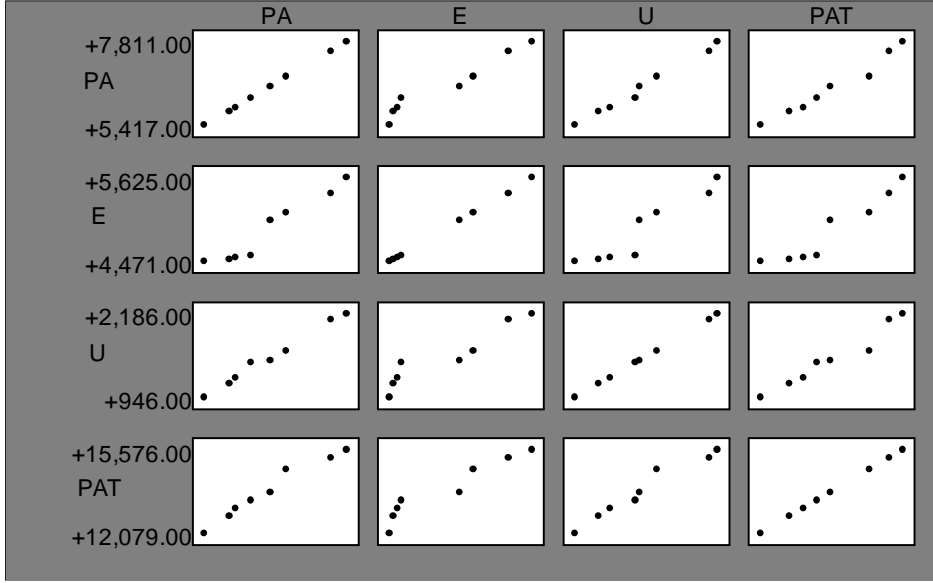 PA E U PAT
+7,811.00
PA
+5,417.00
+5,625.00
E
+4,471.00
+2,186.00
U
+946.00
+15,576.00
PAT
+12,079.00